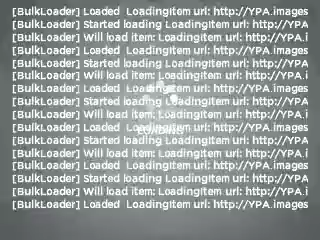 [BulkLoader] Loaded  LoadingItem url: http://YPA.images
[BulkLoader] Started loading LoadingItem url: http://YPA
[BulkLoader] Will load item: LoadingItem url: http://YPA.i
[BulkLoader] Loaded  LoadingItem url: http://YPA.images
[BulkLoader] Started loading LoadingItem url: http://YPA
[BulkLoader] Will load item: LoadingItem url: http://YPA.i
[BulkLoader] Loaded  LoadingItem url: http://YPA.images
[BulkLoader] Started loading LoadingItem url: http://YPA
[BulkLoader] Will load item: LoadingItem url: http://YPA.i
[BulkLoader] Loaded  LoadingItem url: http://YPA.images
LOADING
[BulkLoader] Started loading LoadingItem url: http://YPA
[BulkLoader] Will load item: LoadingItem url: http://YPA.i
[BulkLoader] Loaded  LoadingItem url: http://YPA.images
[BulkLoader] Started loading LoadingItem url: http://YPA
[BulkLoader] Will load item: LoadingItem url: http://YPA.i
[BulkLoader] Loaded  LoadingItem url: http://YPA.images